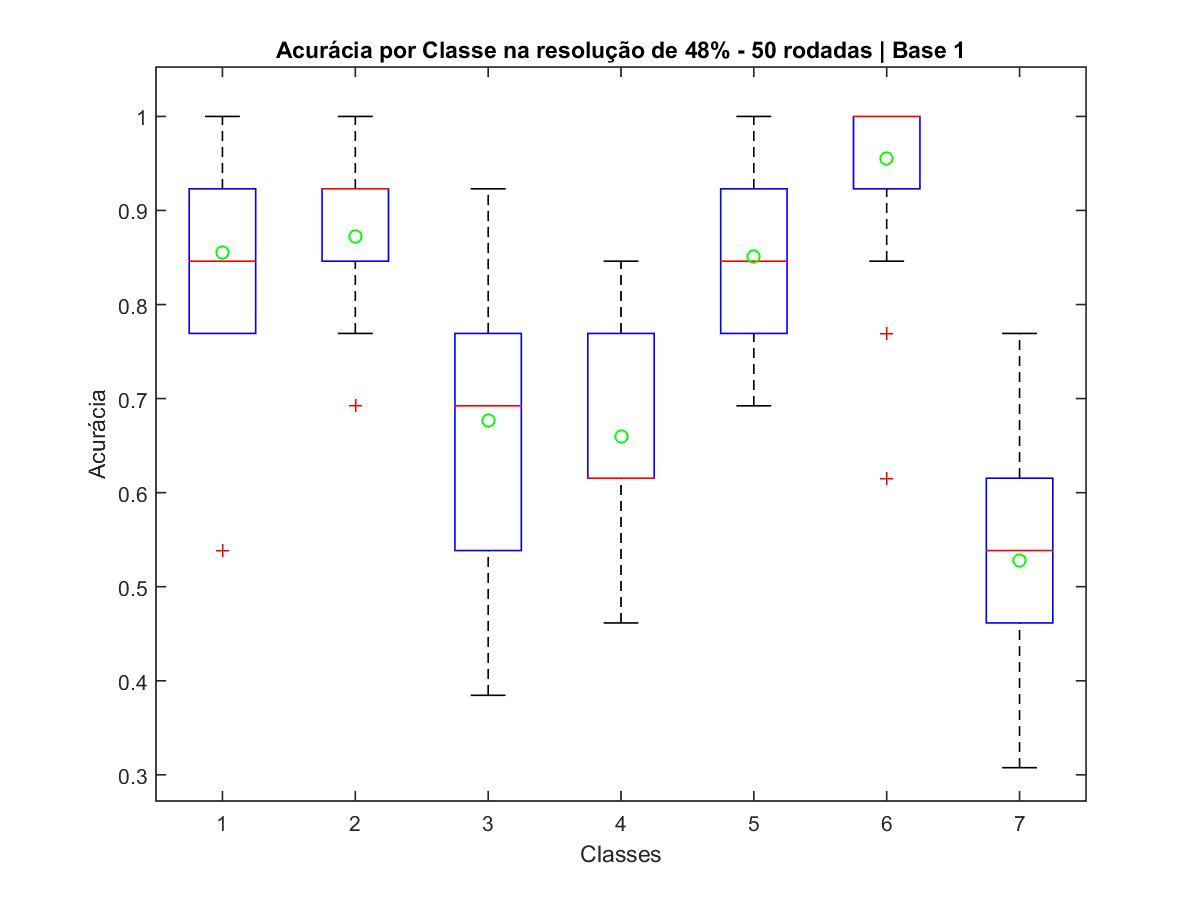 Acurácia por Classe na resolução de 48% - 50 rodadas | Base 1
1
0.9
0.8
0.7
0.6
0.5
0.4
0.3
Acurácia
1 2 3 4 5 6 7
Classes